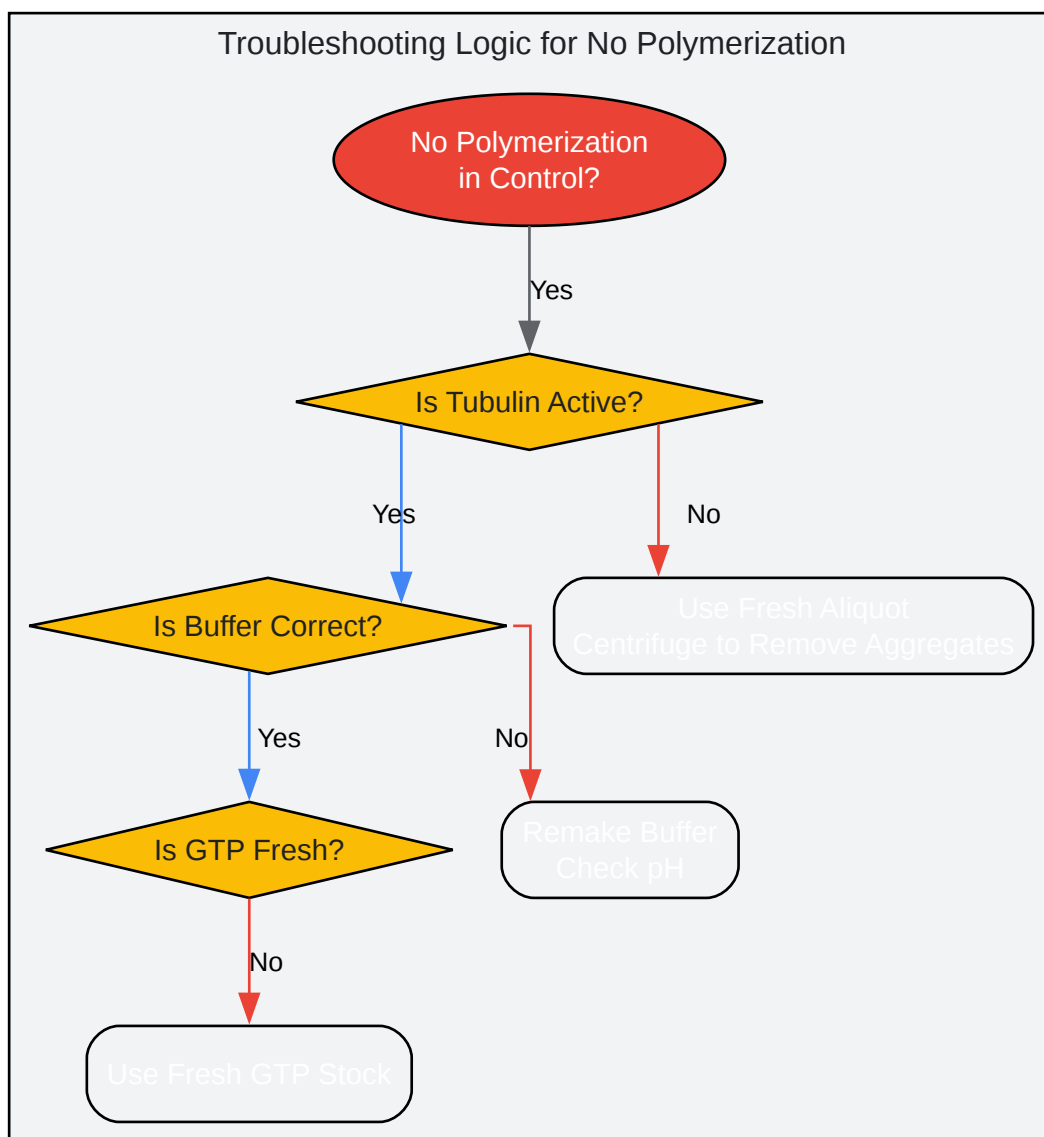 Troubleshooting Logic for No Polymerization
No Polymerization
in Control?
Yes
Is Tubulin Active?
Yes
No
Is Buffer Correct?
Use Fresh Aliquot
Centrifuge to Remove Aggregates
Yes
No
Is GTP Fresh?
Remake Buffer
Check pH
No
Use Fresh GTP Stock